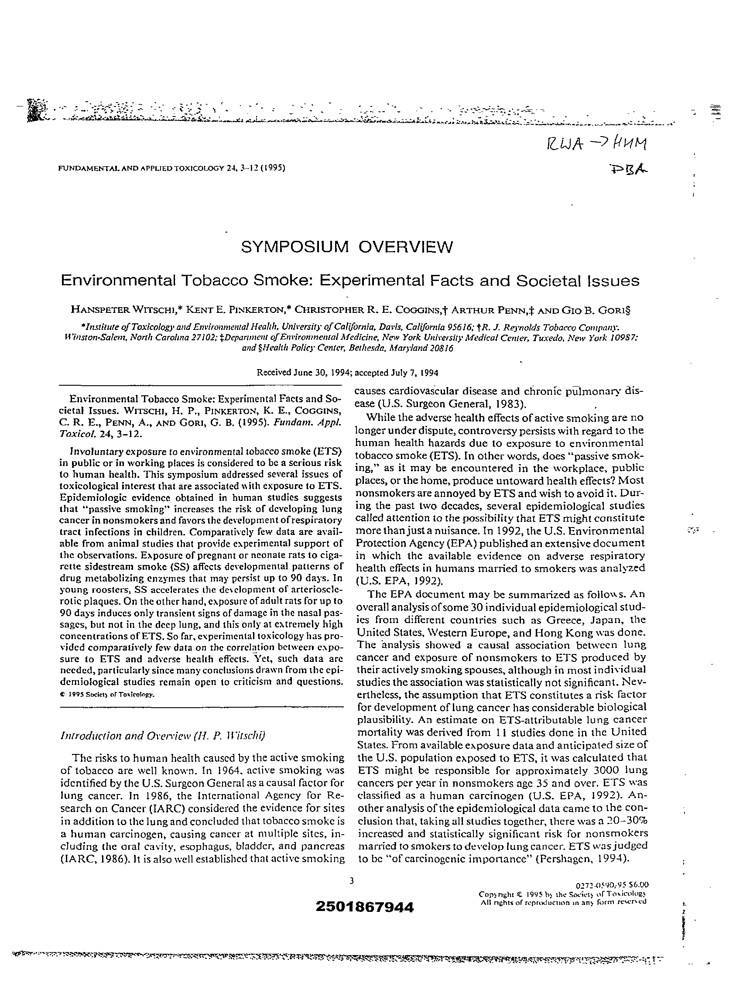 RWA → HHM
DBA
FUNDAMENTAL AND APPLIED TOXICOLOGY 24, 3–12 (1995)
SYMPOSIUM OVERVIEW
Environmental Tobacco Smoke: Experimental Facts and Societal Issues
HANSPETER WITSCHI,* KENT E. PINKERTON,* CHRISTOPHER R. E. COGGINS,† ARTHUR PENN,‡ AND GIO B. GORI§
*Institute of Toxicology and Environmental Health, University of California, Davis, California 95616; †R. J. Reynolds Tobacco Company,
Winston-Salem, North Carolina 27102; ‡Department of Environmental Medicine, New York University Medical Center, Tuxedo, New York 10987;
and §Health Policy Center, Bethesda, Maryland 20816
Received June 30, 1994; accepted July 7, 1994
Environmental Tobacco Smoke: Experimental Facts and So-
cietal Issues. WITSCHI, H. P., PINKERTON, K. E., COGGINS,
C. R. E., PENN, A., AND GORI, G. B. (1995). Fundam. Appl.
Toxicol. 24, 3–12.
Involuntary exposure to environmental tobacco smoke (ETS)
in public or in working places is considered to be a serious risk
to human health. This symposium addressed several issues of
toxicological interest that are associated with exposure to ETS.
Epidemiologic evidence obtained in human studies suggests
that "passive smoking" increases the risk of developing lung
cancer in nonsmokers and favors the development of respiratory
tract infections in children. Comparatively few data are avail-
able from animal studies that provide experimental support of
the observations. Exposure of pregnant or neonate rats to ciga-
rette sidestream smoke (SS) affects developmental patterns of
drug metabolizing enzymes that may persist up to 90 days. In
young roosters, SS accelerates the development of arterioscle-
rotic plaques. On the other hand, exposure of adult rats for up to
90 days induces only transient signs of damage in the nasal pas-
sages, but not in the deep lung, and this only at extremely high
concentrations of ETS. So far, experimental toxicology has pro-
vided comparatively few data on the correlation between expo-
sure to ETS and adverse health effects. Yet, such data are
needed, particularly since many conclusions drawn from the epi-
demiological studies remain open to criticism and questions.
© 1995 Society of Toxicology.
Introduction and Overview (H. P. Witschi)
The risks to human health caused by the active smoking
of tobacco are well known. In 1964, active smoking was
identified by the U.S. Surgeon General as a causal factor for
lung cancer. In 1986, the International Agency for Re-
search on Cancer (IARC) considered the evidence for sites
in addition to the lung and concluded that tobacco smoke is
a human carcinogen, causing cancer at multiple sites, in-
cluding the oral cavity, esophagus, bladder, and pancreas
(IARC, 1986). It is also well established that active smoking
causes cardiovascular disease and chronic pulmonary dis-
ease (U.S. Surgeon General, 1983).
While the adverse health effects of active smoking are no
longer under dispute, controversy persists with regard to the
human health hazards due to exposure to environmental
tobacco smoke (ETS). In other words, does "passive smok-
ing," as it may be encountered in the workplace, public
places, or the home, produce untoward health effects? Most
nonsmokers are annoyed by ETS and wish to avoid it. Dur-
ing the past two decades, several epidemiological studies
called attention to the possibility that ETS might constitute
more than just a nuisance. In 1992, the U.S. Environmental
Protection Agency (EPA) published an extensive document
in which the available evidence on adverse respiratory
health effects in humans married to smokers was analyzed
(U.S. EPA, 1992).
The EPA document may be summarized as follows. An
overall analysis of some 30 individual epidemiological stud-
ies from different countries such as Greece, Japan, the
United States, Western Europe, and Hong Kong was done.
The analysis showed a causal association between lung
cancer and exposure of nonsmokers to ETS produced by
their actively smoking spouses, although in most individual
studies the association was statistically not significant. Nev-
ertheless, the assumption that ETS constitutes a risk factor
for development of lung cancer has considerable biological
plausibility. An estimate on ETS-attributable lung cancer
mortality was derived from 11 studies done in the United
States. From available exposure data and anticipated size of
the U.S. population exposed to ETS, it was calculated that
ETS might be responsible for approximately 3000 lung
cancers per year in nonsmokers age 35 and over. ETS was
classified as a human carcinogen (U.S. EPA, 1992). An-
other analysis of the epidemiological data came to the con-
clusion that, taking all studies together, there was a 20–30%
increased and statistically significant risk for nonsmokers
married to smokers to develop lung cancer. ETS was judged
to be "of carcinogenic importance" (Pershagen, 1994).
3
0272-0590/95 $6.00
Copyright © 1995 by the Society of Toxicology
All rights of reproduction in any form reserved
2501867944